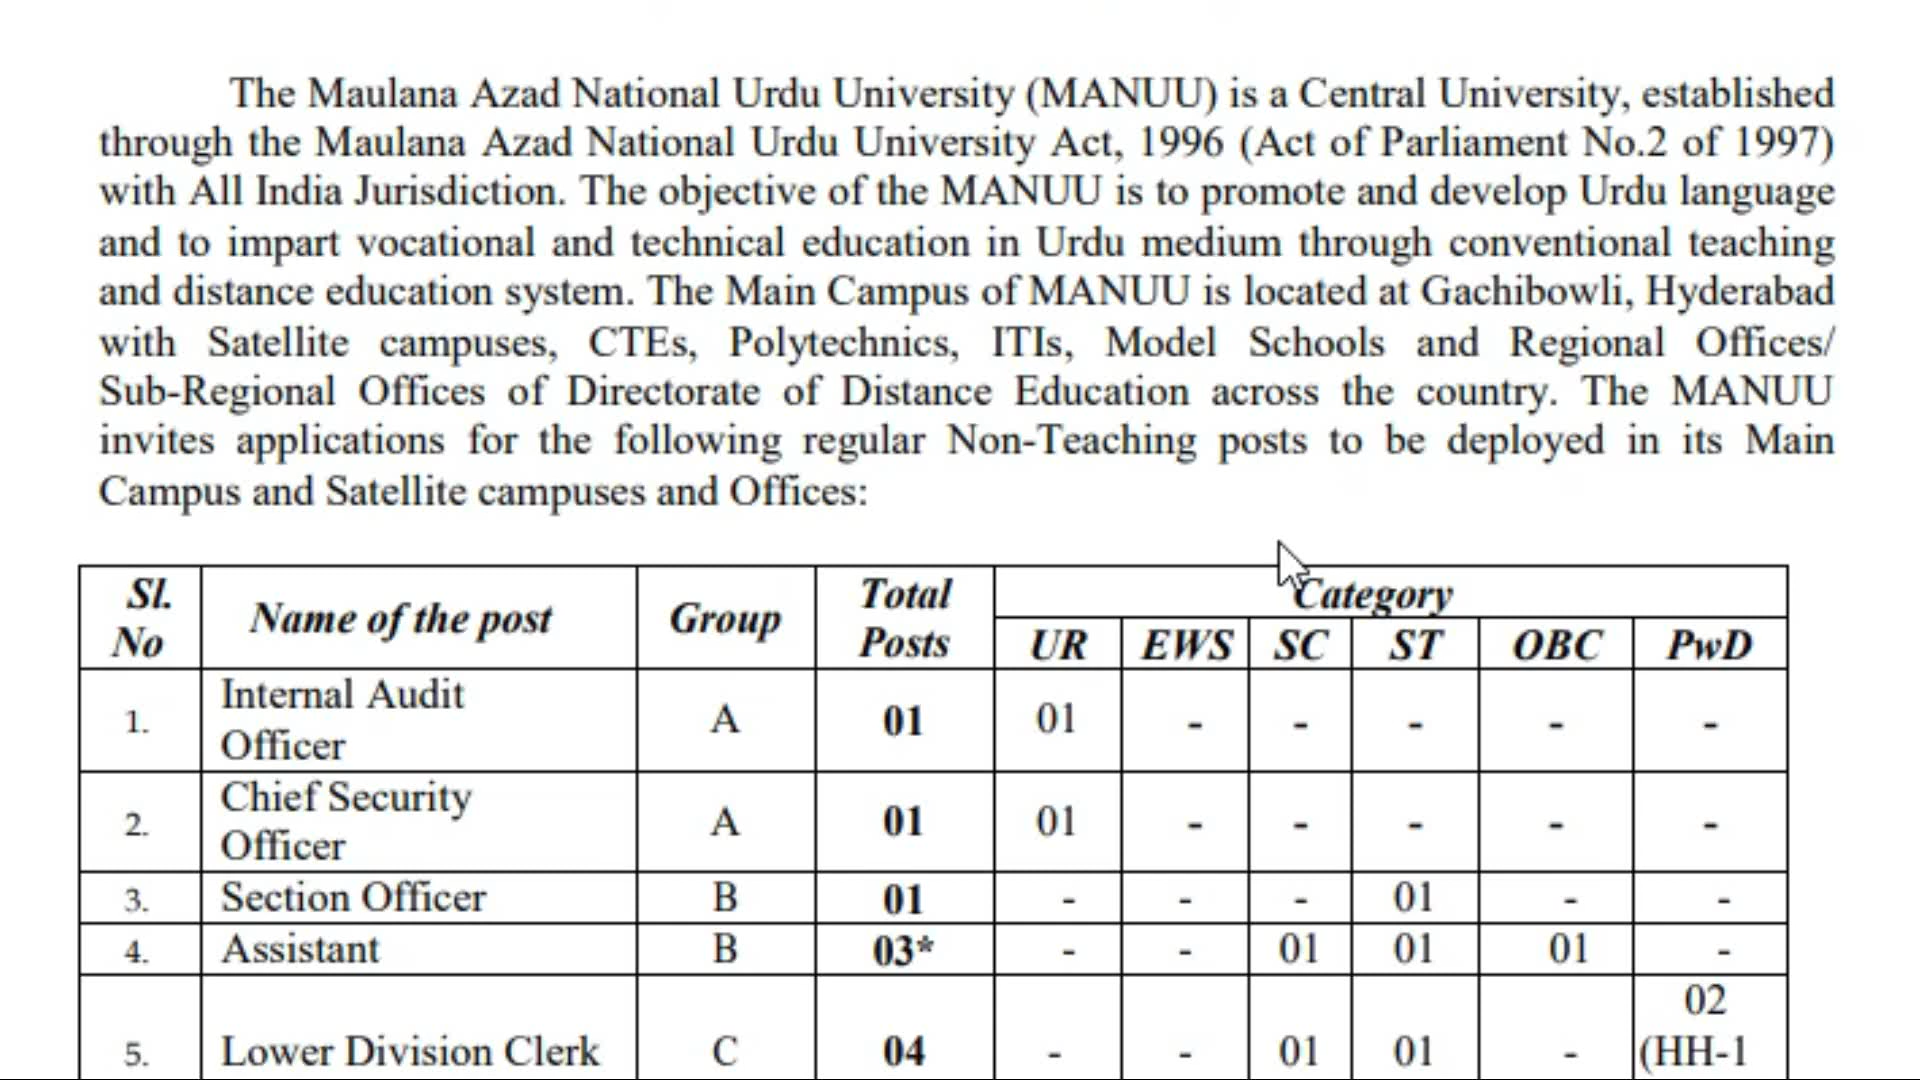 The Maulana Azad National Urdu University (MANUU) is a Central University, established
through the Maulana Azad National Urdu University Act, 1996 (Act of Parliament No.2 of 1997)
with All India Jurisdiction. The objective of the MANUU is to promote and develop Urdu language
and to impart vocational and technical education in Urdu medium through conventional teaching
and distance education system. The Main Campus of MANUU is located at Gachibowli, Hyderabad
with Satellite campuses, CTEs, Polytechnics, ITIs, Model Schools and Regional Offices/
Sub-Regional Offices of Directorate of Distance Education across the country. The MANUU
invites applications for the following regular Non-Teaching posts to be deployed in its Main
Campus and Satellite campuses and Offices:
Sl. No Name of the post Group Total Posts Category
UR EWS SC ST OBC PwD
1. Internal Audit Officer A 01 01 - - - - -
2. Chief Security Officer A 01 01 - - - - -
3. Section Officer B 01 - - - 01 - -
4. Assistant B 03* - - 01 01 01 -
5. Lower Division Clerk C 04 - - 01 01 - 02 (HH-1